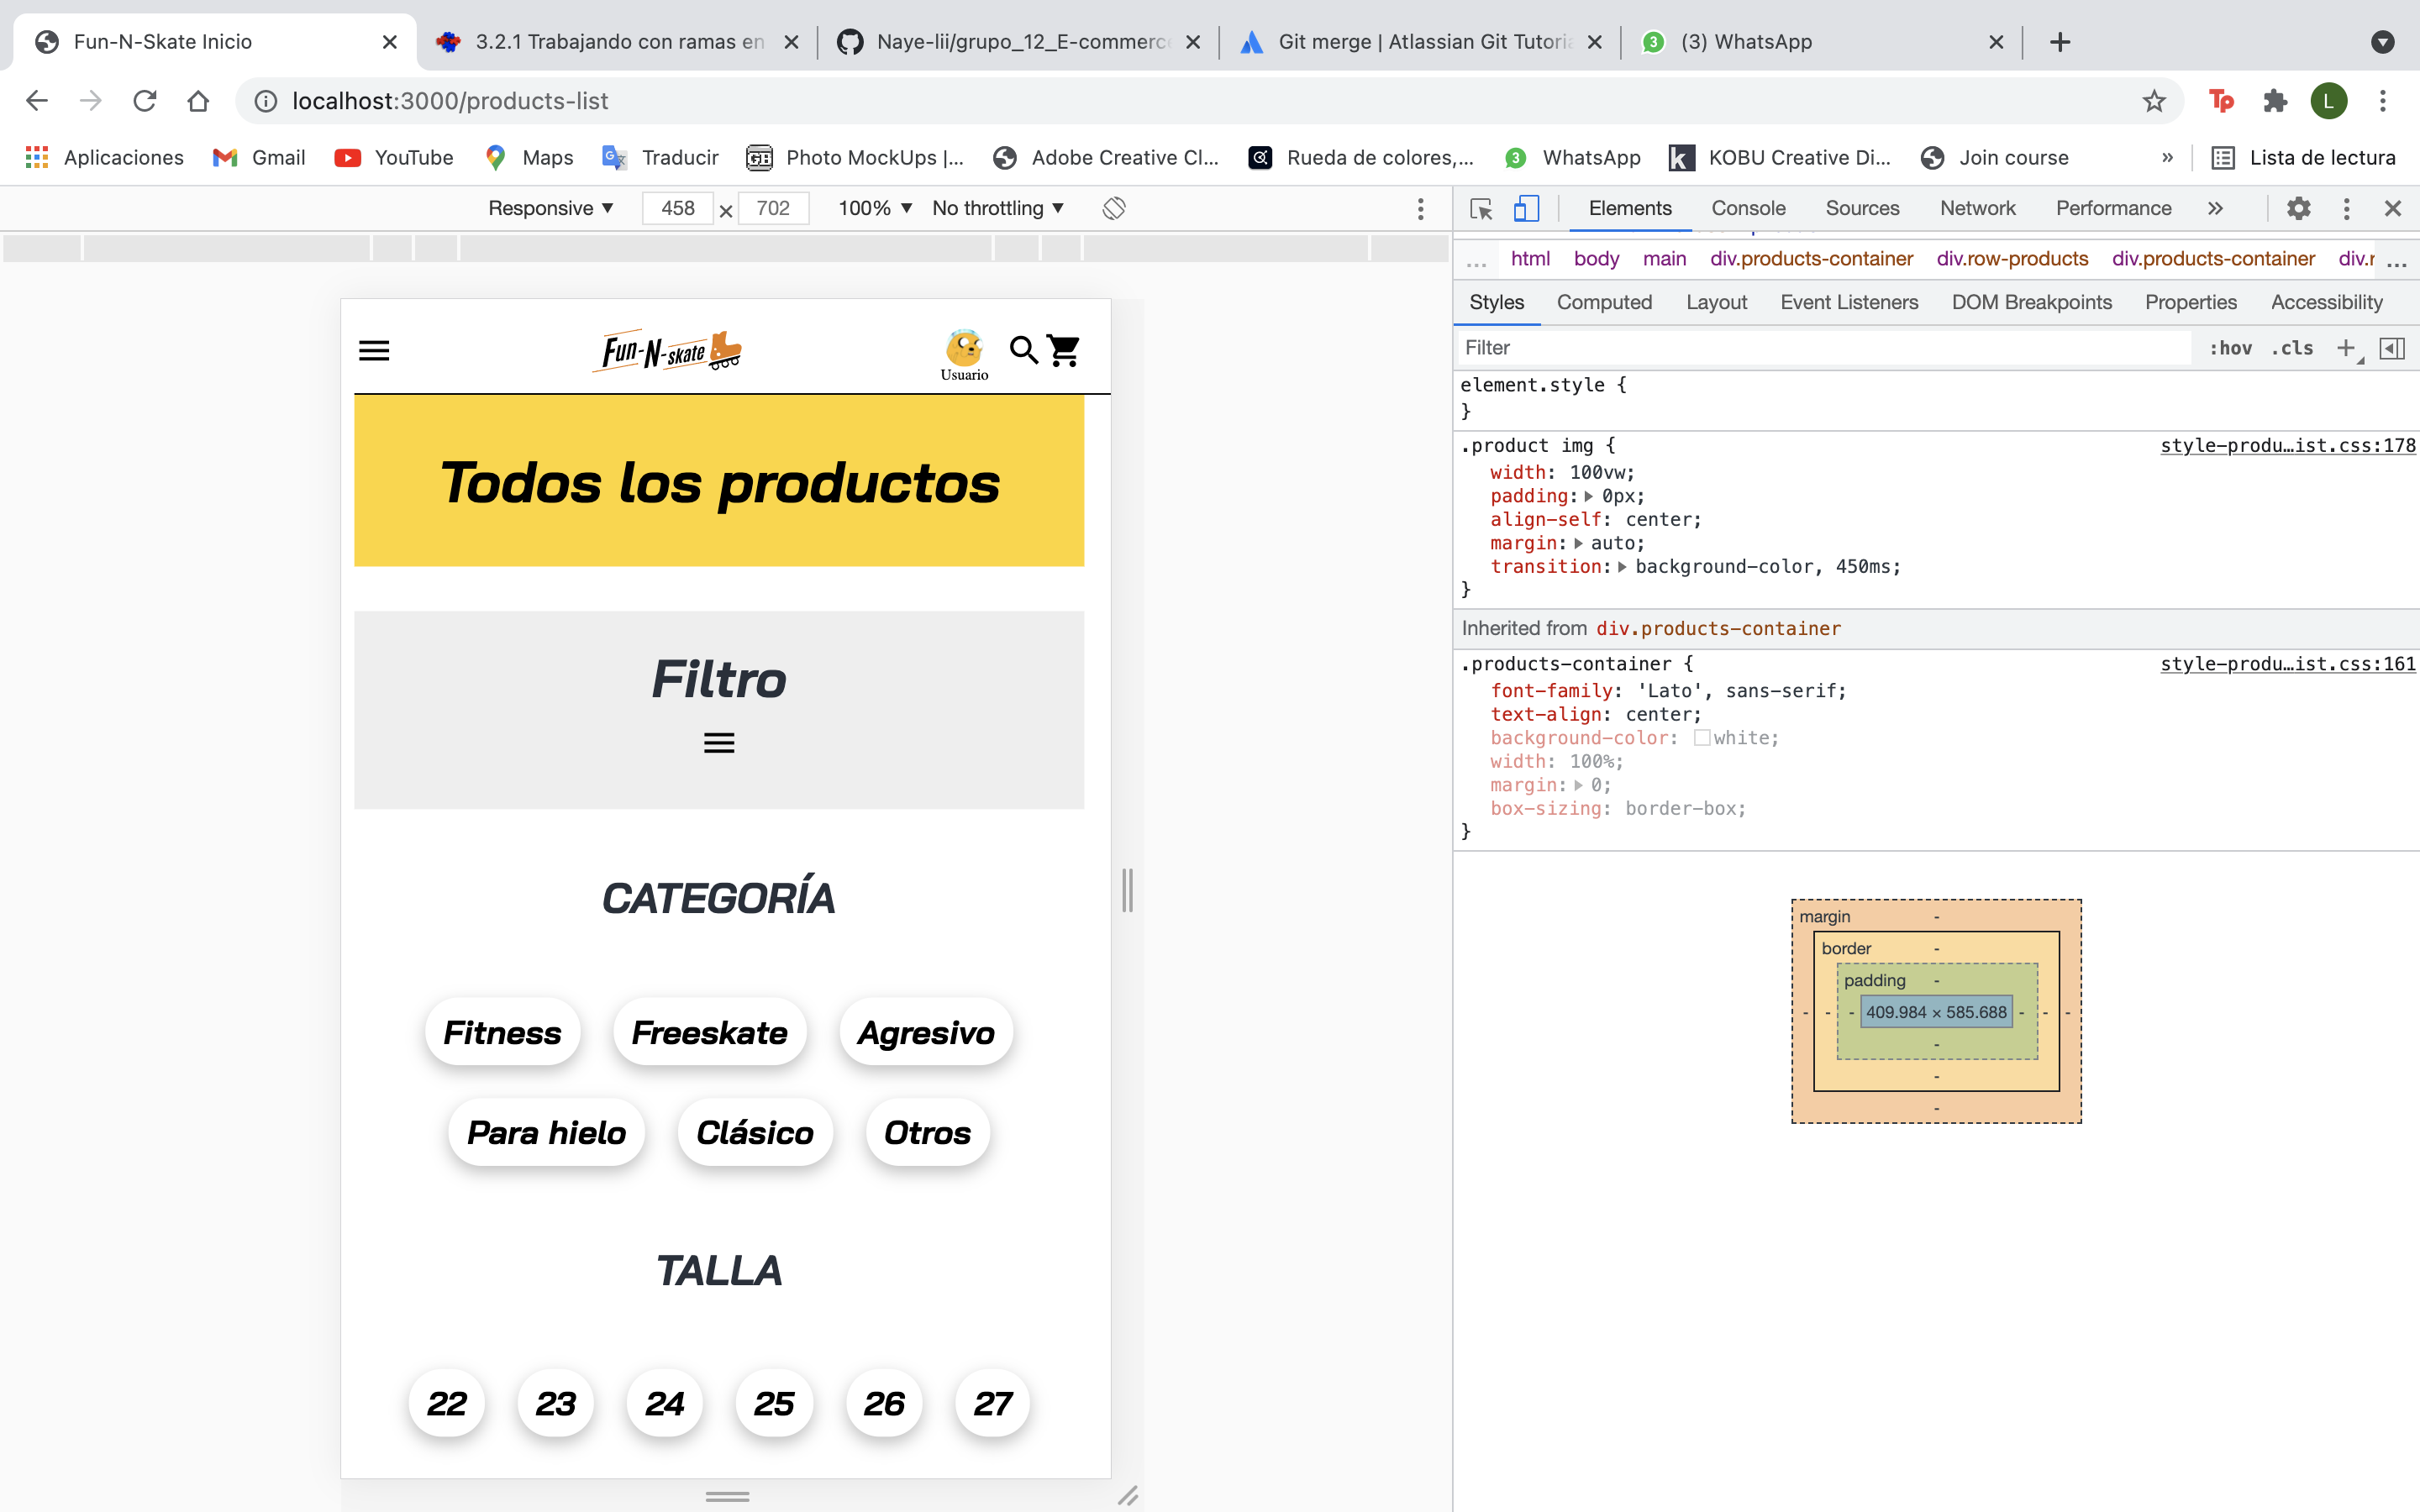 Fun-N-Skate Inicio
3.2.1 Trabajando con ramas en
Naye-lii/grupo_12_E-commerce
Git merge | Atlassian Git Tutoria
3 (3) WhatsApp
localhost:3000/products-list
Tp
L
Aplicaciones Gmail YouTube Maps Traducir GB Photo MockUps |... Adobe Creative Cl... Rueda de colores,... 3 WhatsApp k KOBU Creative Di... Join course » Lista de lectura
Responsive ▼ 458 × 702 100% ▼ No throttling ▼
Elements Console Sources Network Performance »
... html body main div.products-container div.row-products div.products-container div.r ...
Styles Computed Layout Event Listeners DOM Breakpoints Properties Accessibility
Filter :hov .cls +
element.style {
}
.product img { style-produ…ist.css:178
width: 100vw;
padding: 0px;
align-self: center;
margin: auto;
transition: background-color, 450ms;
}
Inherited from div.products-container
.products-container { style-produ…ist.css:161
font-family: 'Lato', sans-serif;
text-align: center;
background-color: white;
width: 100%;
margin: 0;
box-sizing: border-box;
}
margin -
border -
padding -
- - - 409.984 × 585.688 - - -
-
-
-
Fun-N-skate
Usuario
Todos los productos
Filtro
CATEGORÍA
Fitness Freeskate Agresivo
Para hielo Clásico Otros
TALLA
22 23 24 25 26 27